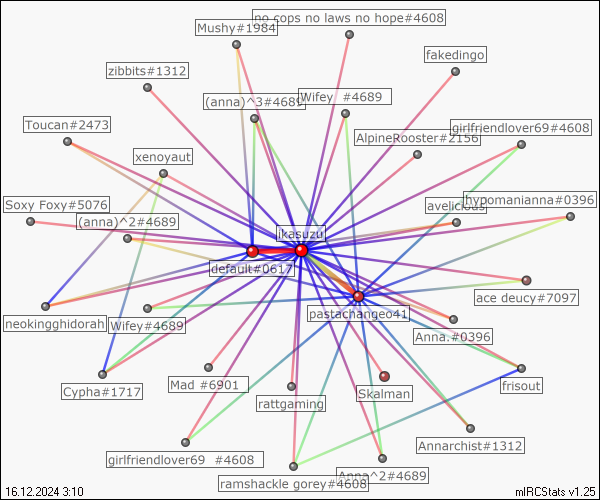 no cops no laws no hope#4608
Mushy#1984
fakedingo
zibbits#1312
(anna)^3#4689
Wifey #4689
Toucan#2473
girlfriendlover69#4608
AlpineRooster#2156
xenoyaut
Soxy Foxy#5076
hypomanianna#0396
avelicious
(anna)^2#4689
ikasuzu
default#0617
ace deucy#7097
pastachangeo41
neokingghidorah
Wifey#4689
Anna.#0396
Cypha#1717
Mad #6901
Skalman
frisout
rattgaming
Annarchist#1312
girlfriendlover69 #4608
Anna^2#4689
ramshackle gorey#4608
16.12.2024 3:10
mIRCStats v1.25